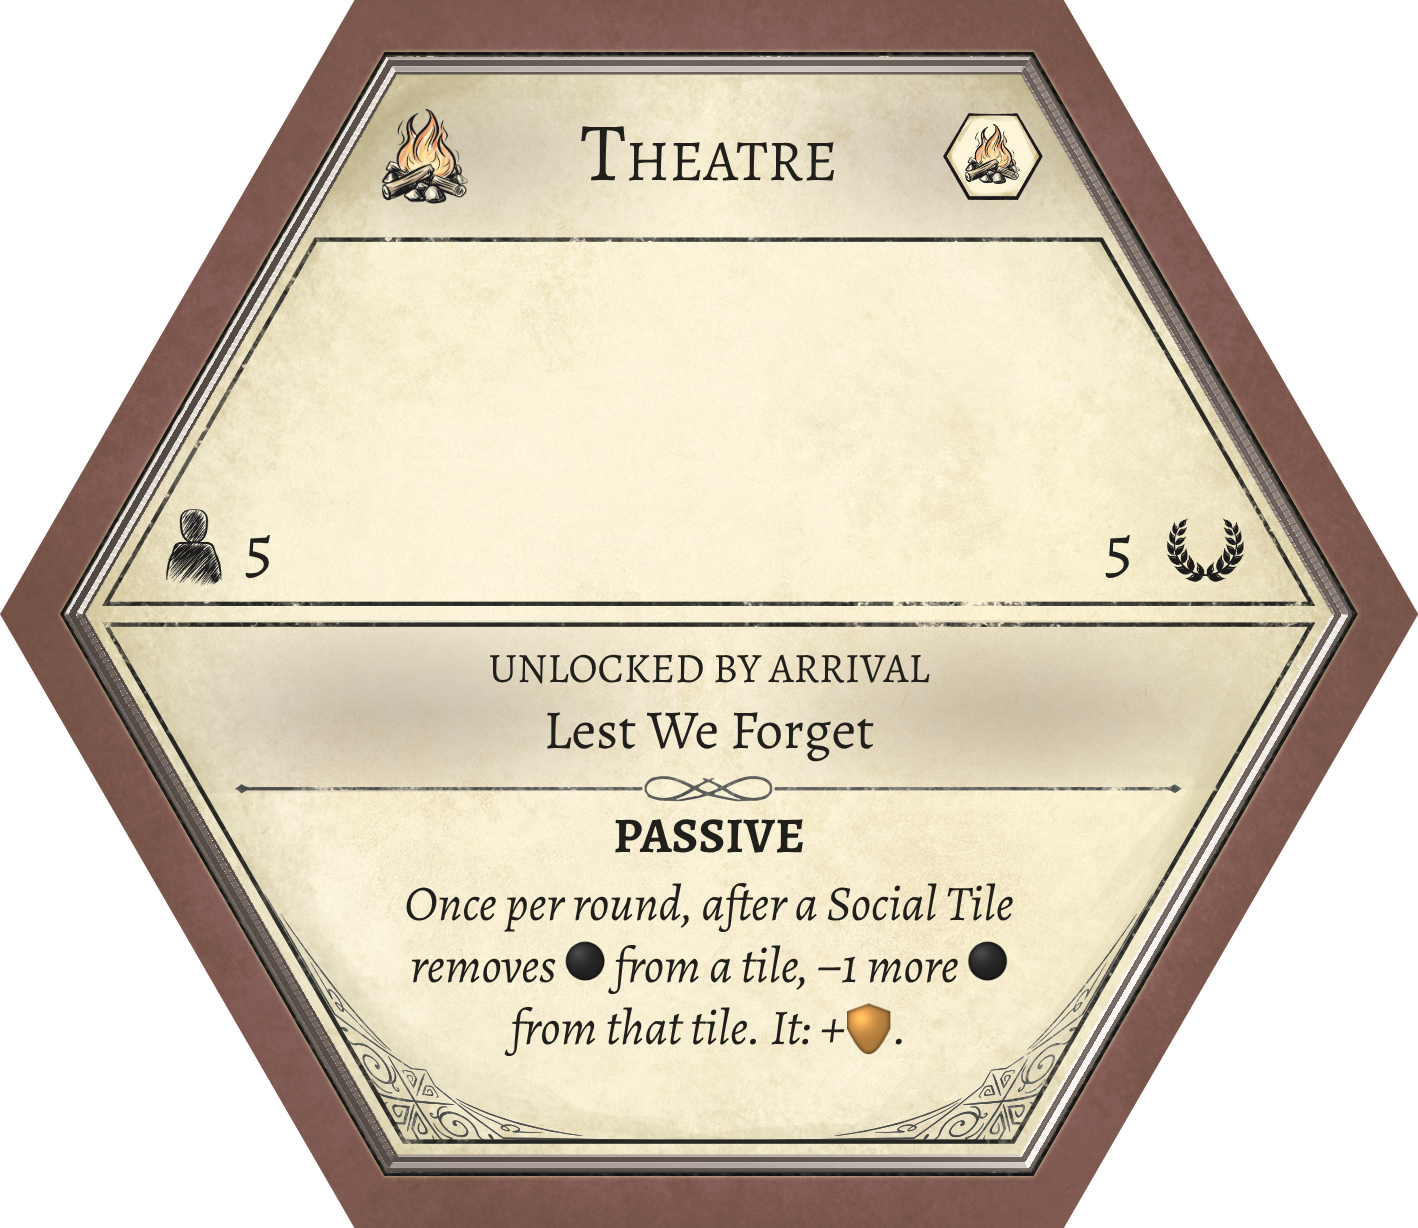 Theatre
5
5
UNLOCKED BY ARRIVAL
Lest We Forget
PASSIVE
Once per round, after a Social Tile
removes from a tile, –1 more
from that tile. It: + .